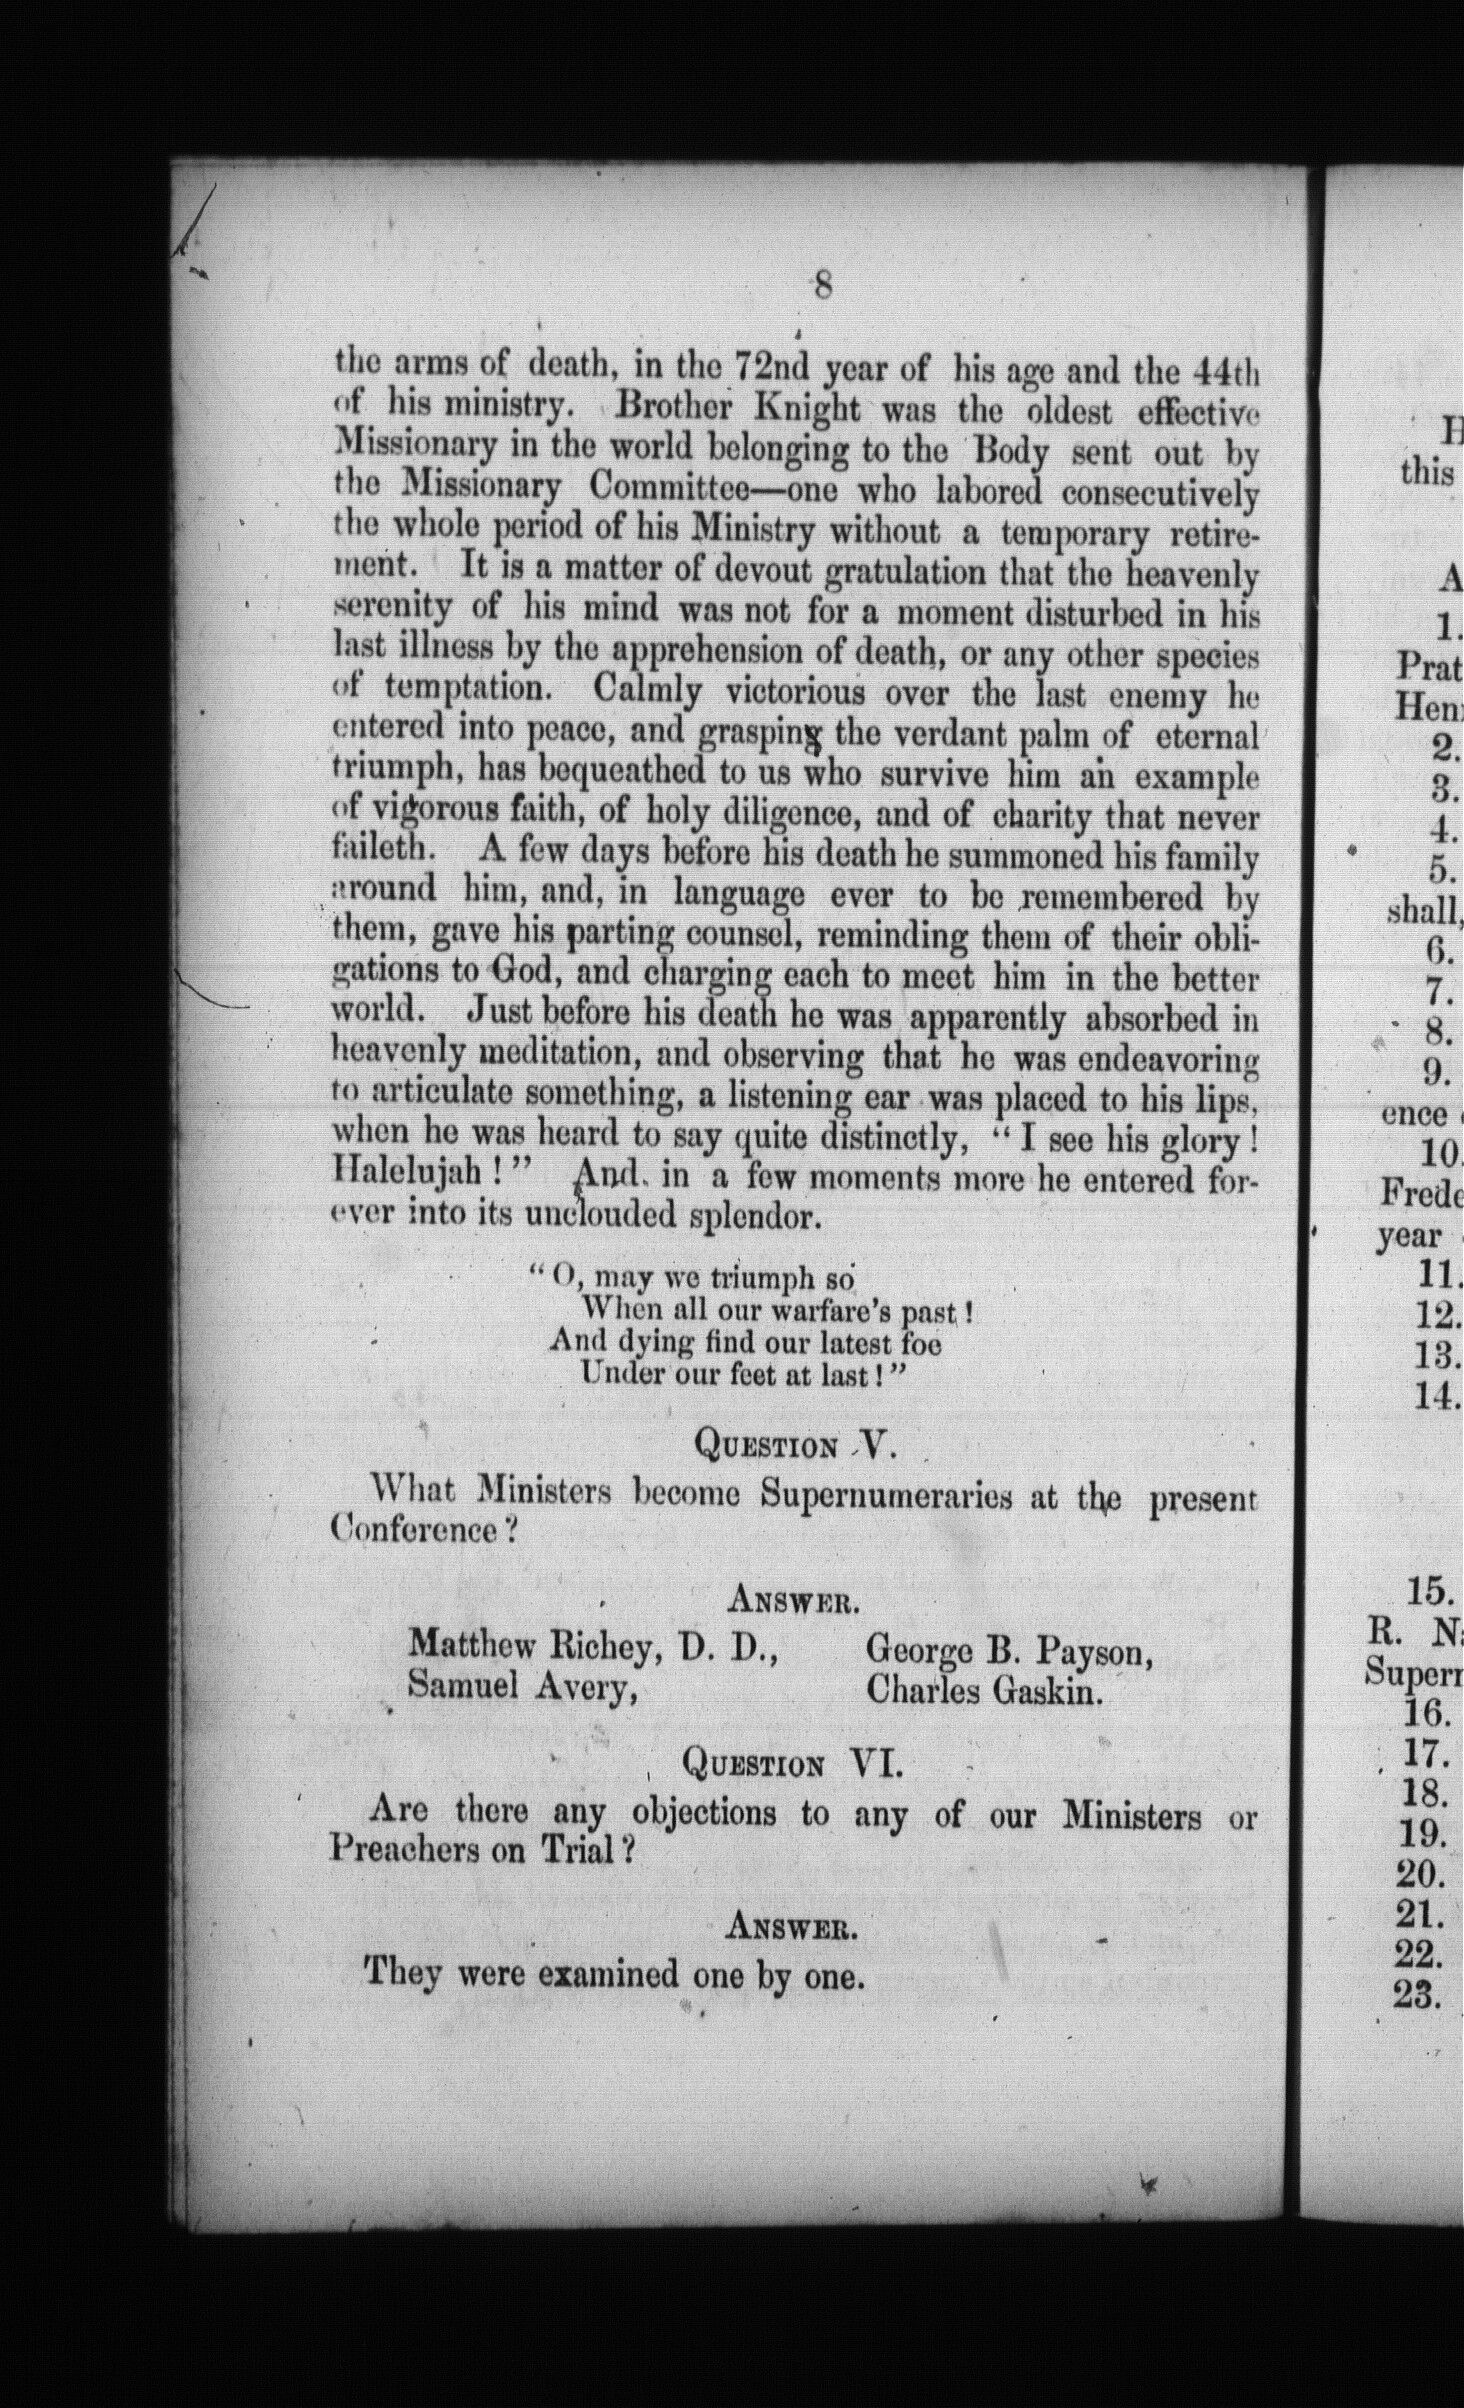 8
the arms of death, in the 72nd year of his age and the 44th
of his ministry. Brother Knight was the oldest effective
Missionary in the world belonging to the Body sent out by
the Missionary Committee—one who labored consecutively
the whole period of his Ministry without a temporary retire-
ment. It is a matter of devout gratulation that the heavenly
serenity of his mind was not for a moment disturbed in his
last illness by the apprehension of death, or any other species
of temptation. Calmly victorious over the last enemy he
entered into peace, and grasping the verdant palm of eternal
triumph, has bequeathed to us who survive him an example
of vigorous faith, of holy diligence, and of charity that never
faileth. A few days before his death he summoned his family
around him, and, in language ever to be remembered by
them, gave his parting counsel, reminding them of their obli-
gations to God, and charging each to meet him in the better
world. Just before his death he was apparently absorbed in
heavenly meditation, and observing that he was endeavoring
to articulate something, a listening ear was placed to his lips,
when he was heard to say quite distinctly, “I see his glory!
Halelujah!” And in a few moments more he entered for-
ever into its unclouded splendor.
“O, may we triumph so
When all our warfare's past!
And dying find our latest foe
Under our feet at last!”
QUESTION V.
What Ministers become Supernumeraries at the present
Conference?
ANSWER.
Matthew Richey, D. D., George B. Payson,
Samuel Avery, Charles Gaskin.
QUESTION VI.
Are there any objections to any of our Ministers or
Preachers on Trial?
ANSWER.
They were examined one by one.
H
this
A
1.
Prat
Hen
2.
3.
4.
5.
shall,
6.
7.
8.
9.
ence
10.
Frede
year
11.
12.
13.
14.
15.
R. Na
Super
16.
17.
18.
19.
20.
21.
22.
23.